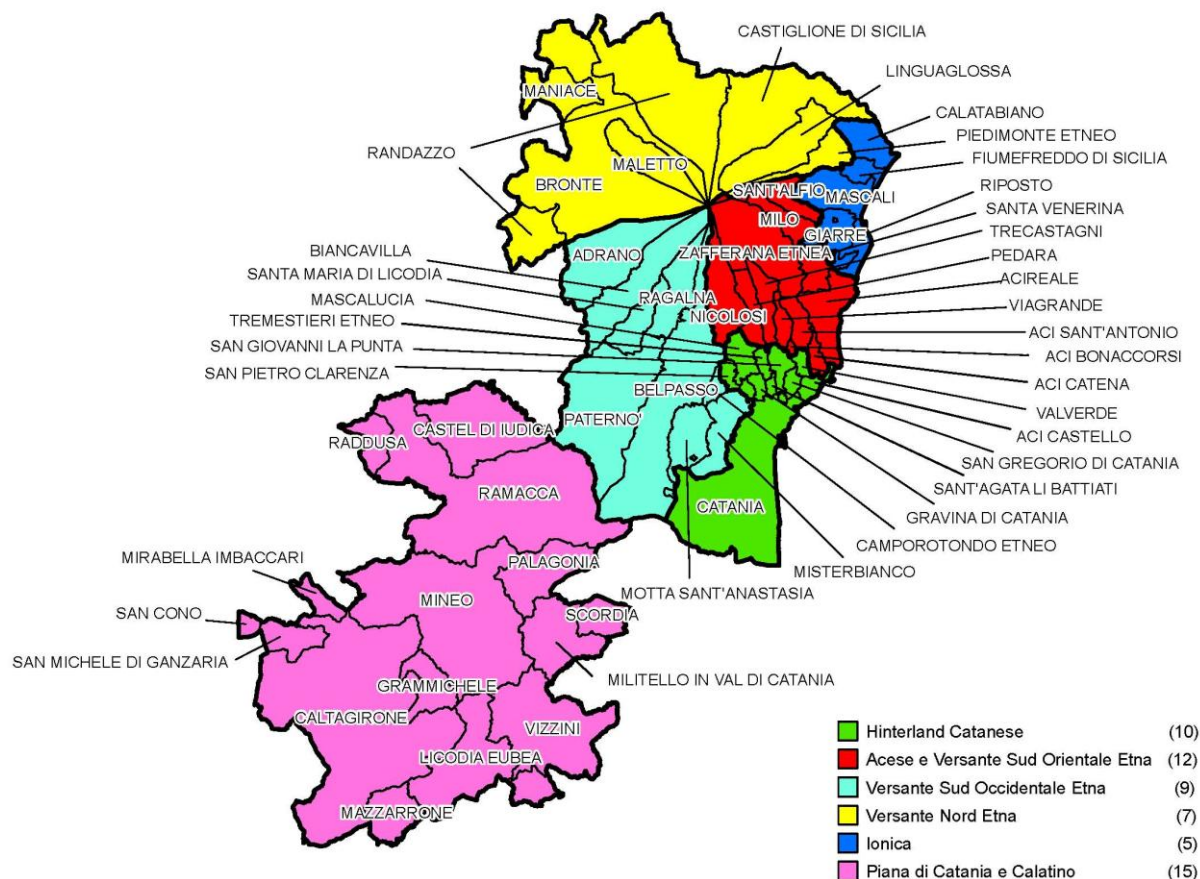 CASTIGLIONE DI SICILIA
LINGUAGLOSSA
CALATABIANO
PIEDIMONTE ETNEO
FIUMEFREDDO DI SICILIA
RIPOSTO
SANTA VENERINA
TRECASTAGNI
PEDARA
ACIREALE
VIAGRANDE
ACI SANT'ANTONIO
ACI BONACCORSI
ACI CATENA
VALVERDE
ACI CASTELLO
SAN GREGORIO DI CATANIA
SANT'AGATA LI BATTIATI
GRAVINA DI CATANIA
CAMPOROTONDO ETNEO
MISTERBIANCO
MOTTA SANT'ANASTASIA
MANIACE
RANDAZZO
MALETTO
BRONTE
SANT'ALFIO
MASCALI
MILO
GIARRE
ZAFFERANA ETNEA
ADRANO
RAGALNA
NICOLOSI
BIANCAVILLA
SANTA MARIA DI LICODIA
MASCALUCIA
TREMESTIERI ETNEO
SAN GIOVANNI LA PUNTA
SAN PIETRO CLARENZA
BELPASSO
PATERNO'
CATANIA
CASTEL DI IUDICA
RADDUSA
RAMACCA
PALAGONIA
MIRABELLA IMBACCARI
MINEO
SAN CONO
SCORDIA
SAN MICHELE DI GANZARIA
MILITELLO IN VAL DI CATANIA
GRAMMICHELE
CALTAGIRONE
VIZZINI
LICODIA EUBEA
MAZZARRONE
Hinterland Catanese (10)
Acese e Versante Sud Orientale Etna (12)
Versante Sud Occidentale Etna (9)
Versante Nord Etna (7)
Ionica (5)
Piana di Catania e Calatino (15)